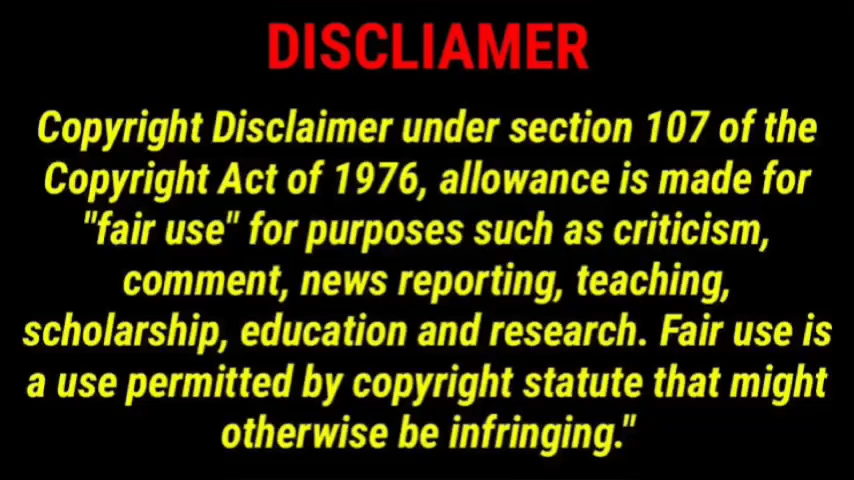 DISCLIAMER
Copyright Disclaimer under section 107 of the
Copyright Act of 1976, allowance is made for
"fair use" for purposes such as criticism,
comment, news reporting, teaching,
scholarship, education and research. Fair use is
a use permitted by copyright statute that might
otherwise be infringing."